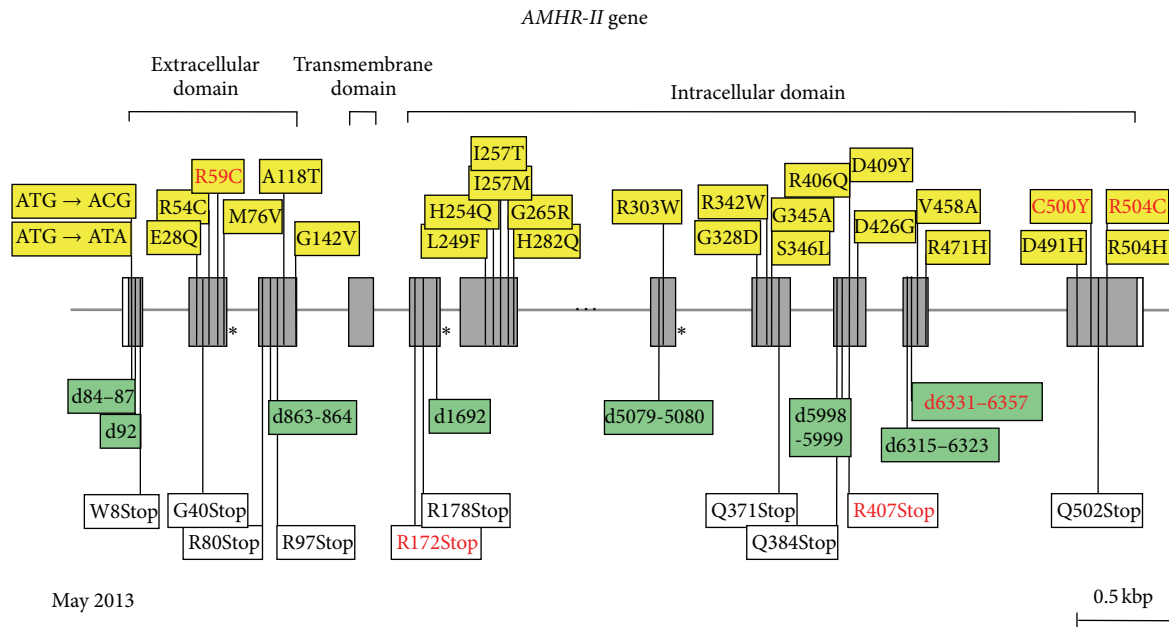 AMHR-II gene
Extracellular
domain
Transmembrane
domain
Intracellular domain
ATG → ACG
ATG → ATA
R54C
E28Q
R59C
M76V
A118T
G142V
I257T
I257M
H254Q
L249F
G265R
H282Q
R303W
R342W
G328D
R406Q
G345A
S346L
D409Y
D426G
V458A
R471H
C500Y
D491H
R504C
R504H
* * ... *
d84–87
d92
d863-864
d1692
d5079-5080
d5998
-5999
d6331–6357
d6315–6323
W8Stop
G40Stop
R80Stop
R97Stop
R178Stop
R172Stop
Q371Stop
Q384Stop
R407Stop
Q502Stop
May 2013
0.5 kbp